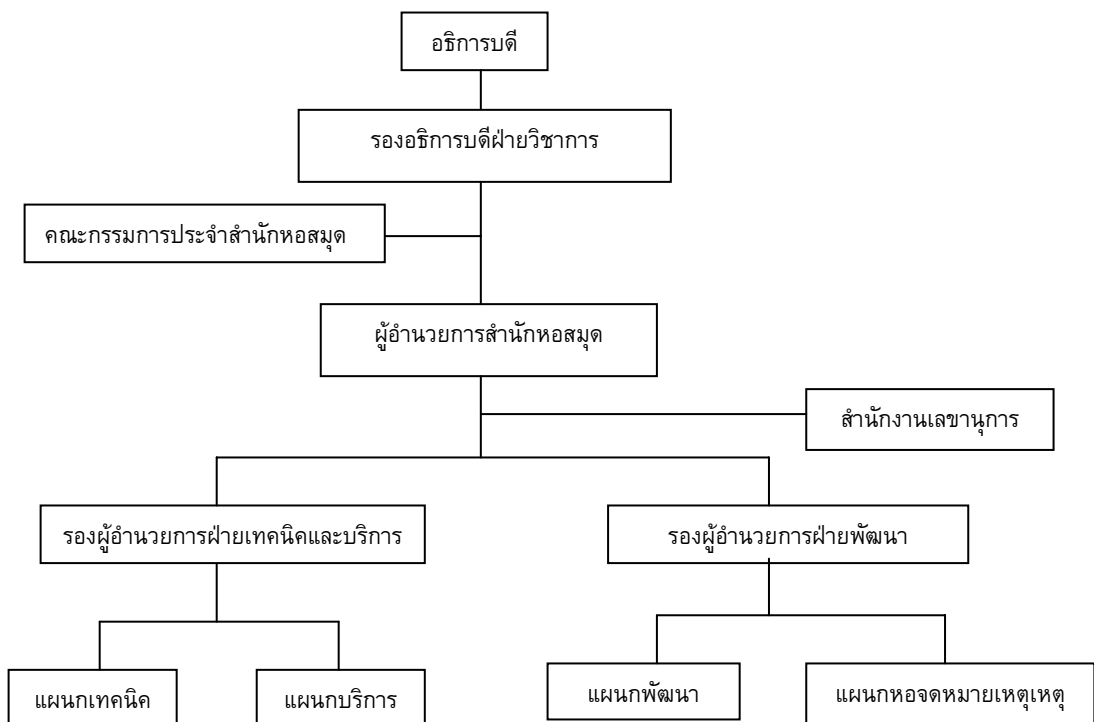 อธิการบดี
รองอธิการบดีฝ่ายวิชาการ
คณะกรรมการประจำสำนักหอสมุด
ผู้อำนวยการสำนักหอสมุด
สำนักงานเลขานุการ
รองผู้อำนวยการฝ่ายเทคนิคและบริการ
รองผู้อำนวยการฝ่ายพัฒนา
แผนกเทคนิค
แผนกบริการ
แผนกพัฒนา
แผนกหอจดหมายเหตุเหตุ